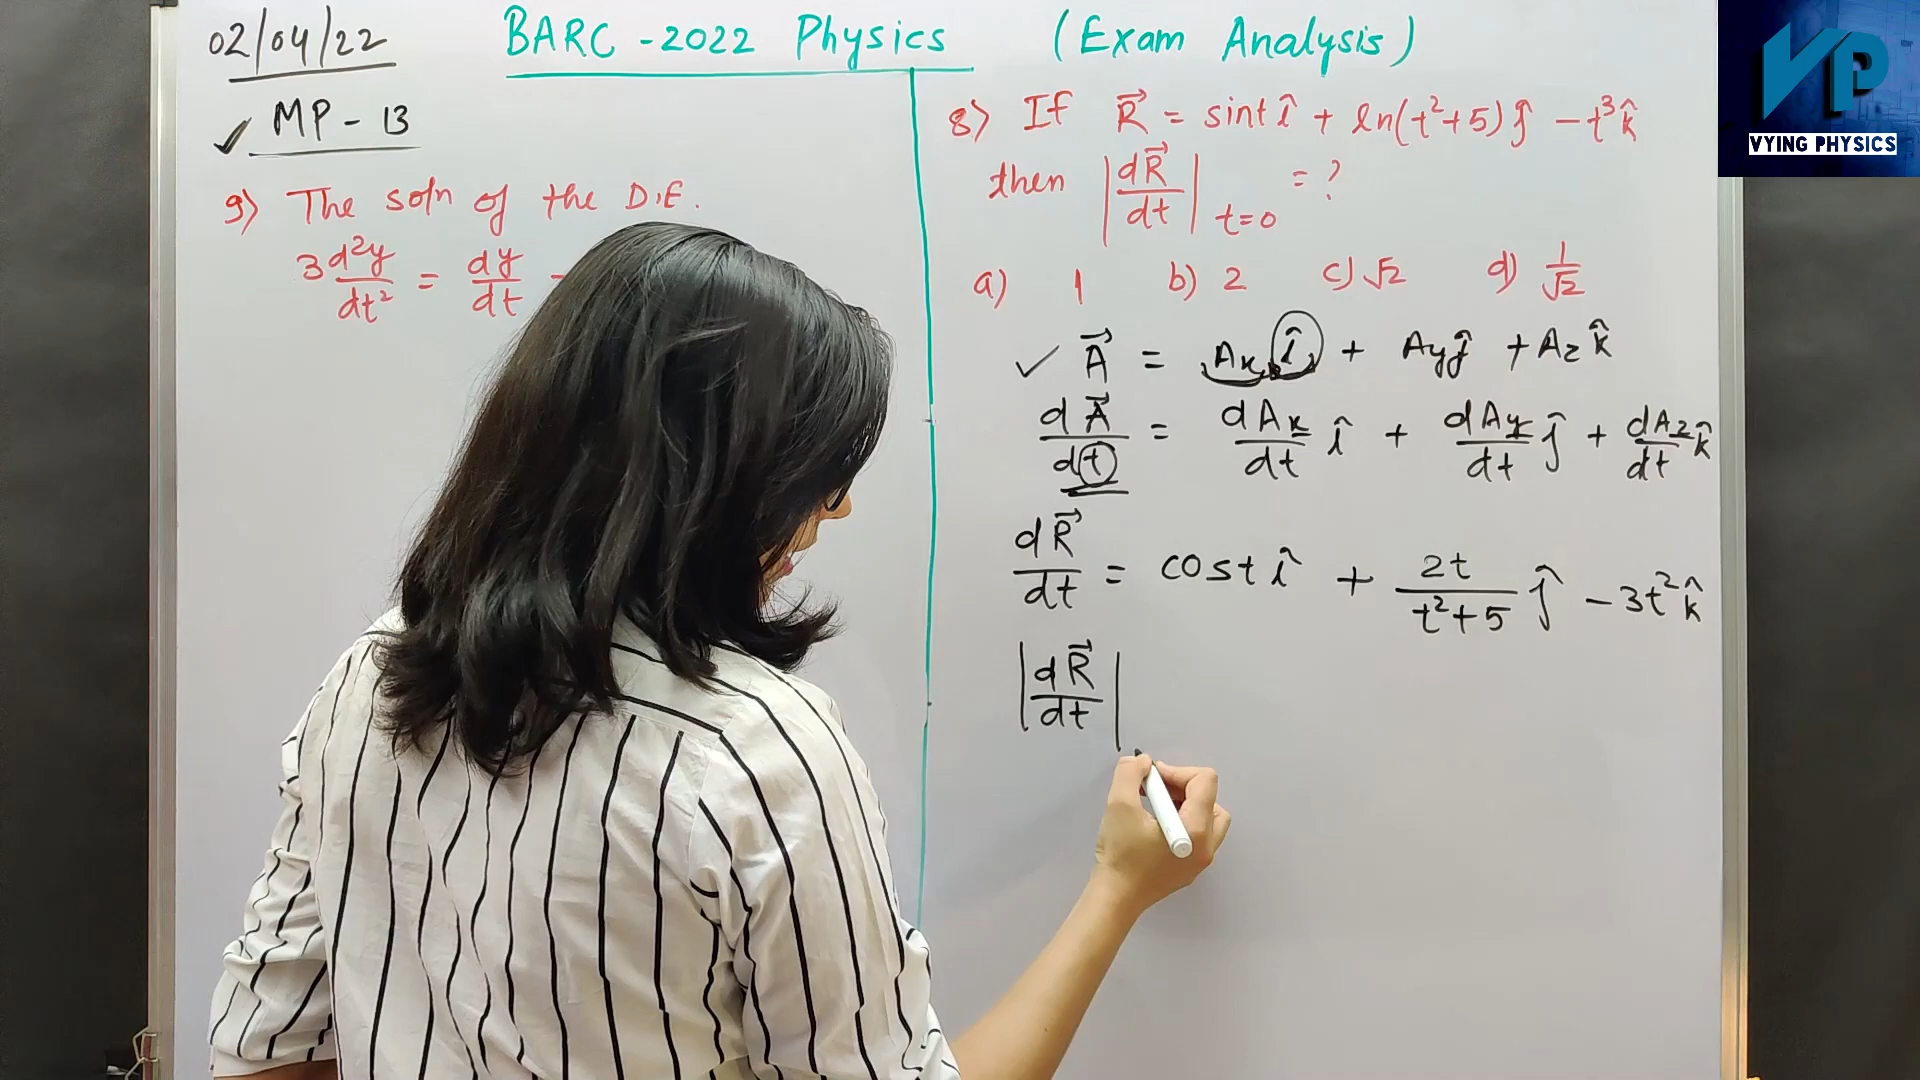 02/04/22
BARC - 2022 Physics (Exam Analysis)
✓ MP - 13
9) The soln of the D.E.
3 d²y/dt² = dy/dt
8) If R⃗ = sint î + ln(t²+5) ĵ - t³ k̂
then |dR⃗/dt| t=0 = ?
a) 1 b) 2 c) √2 d) 1/√2
✓ A⃗ = Ax î + Ay ĵ + Az k̂
dA⃗/dt = dAx/dt î + dAy/dt ĵ + dAz/dt k̂
dR⃗/dt = cost î + 2t/(t²+5) ĵ - 3t² k̂
|dR⃗/dt|
VP
VYING PHYSICS